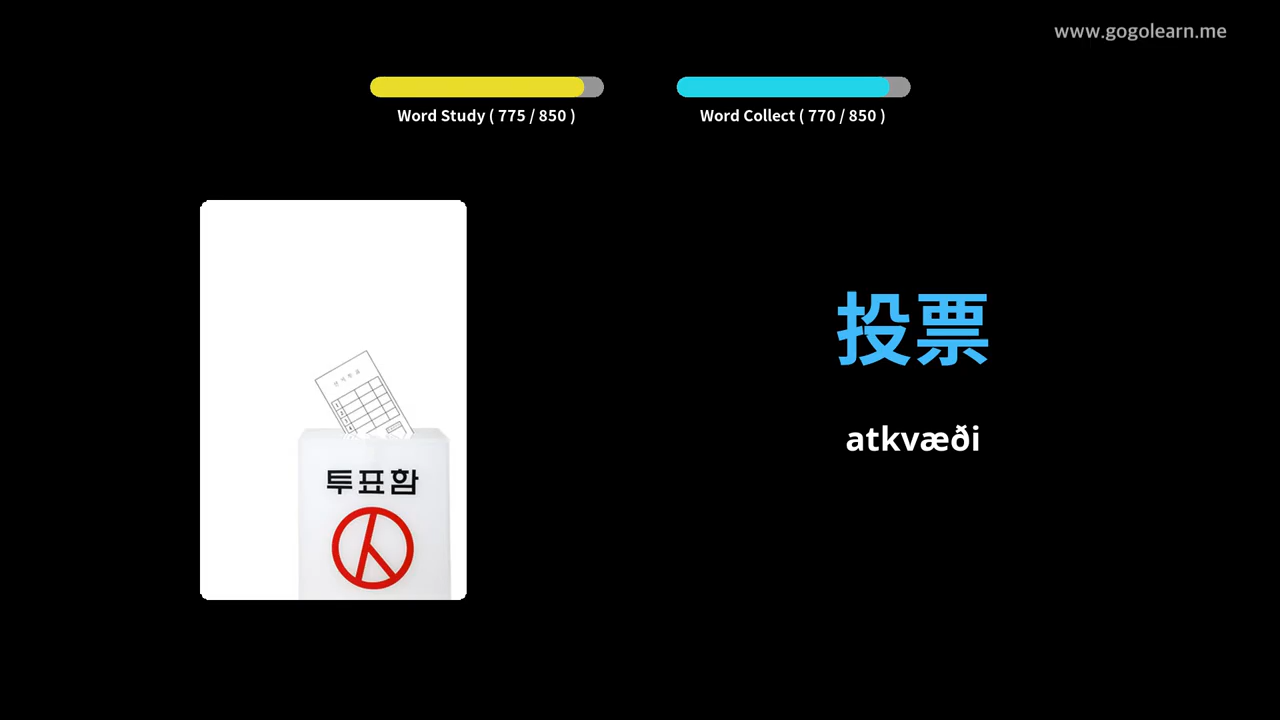 www.gogolearn.me
Word Study ( 775 / 850 )
Word Collect ( 770 / 850 )
투표함
投票
atkvæði